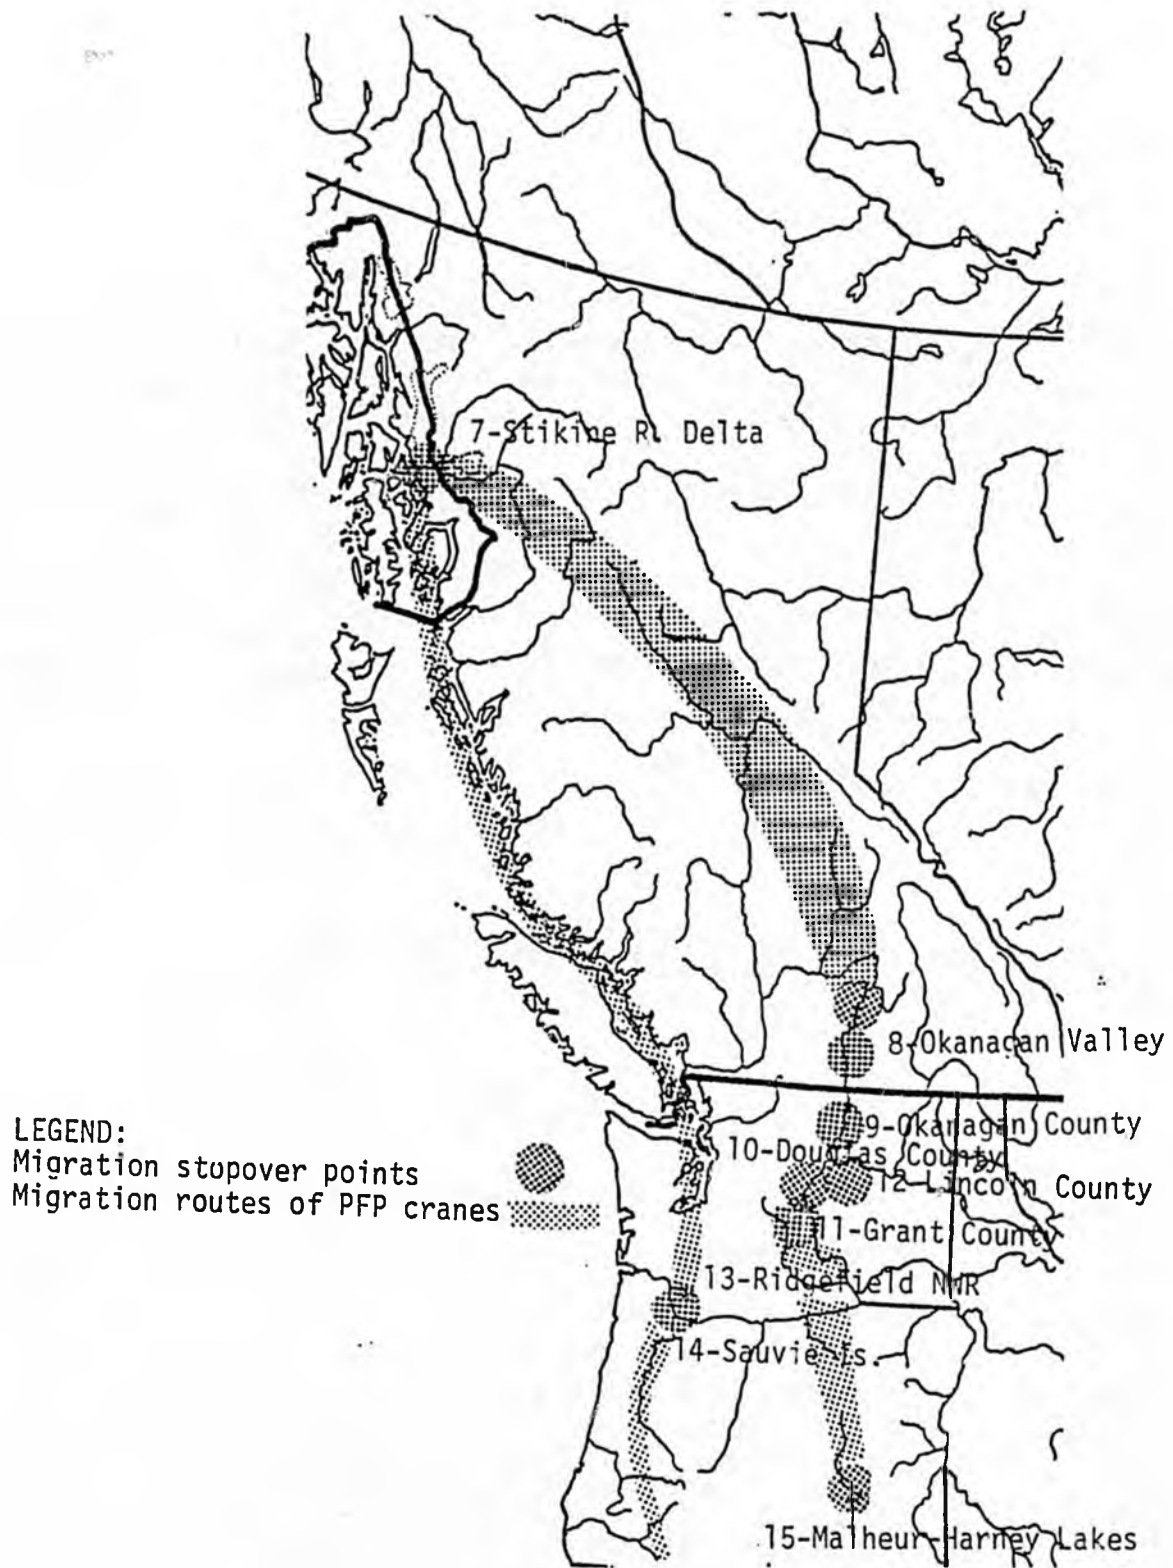 7-Stikine R. Delta
8-Okanagan Valley
LEGEND:
Migration stopover points
Migration routes of PFP cranes
9-Okanagan County
10-Douglas County
12-Lincoln County
11-Grant County
13-Ridgefield NWR
14-Sauvie Is.
15-Malheur-Harney Lakes